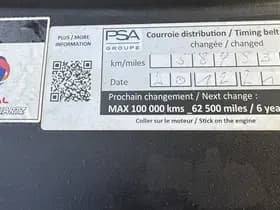 PLUS / MORE
INFORMATION
PSA
GROUPE
Courroie distribution / Timing belt
changée / changed
km/miles
Date
Prochain changement / Next change :
MAX 100 000 kms _62 500 miles / 6 yea
Coller sur le moteur / Stick on the engine